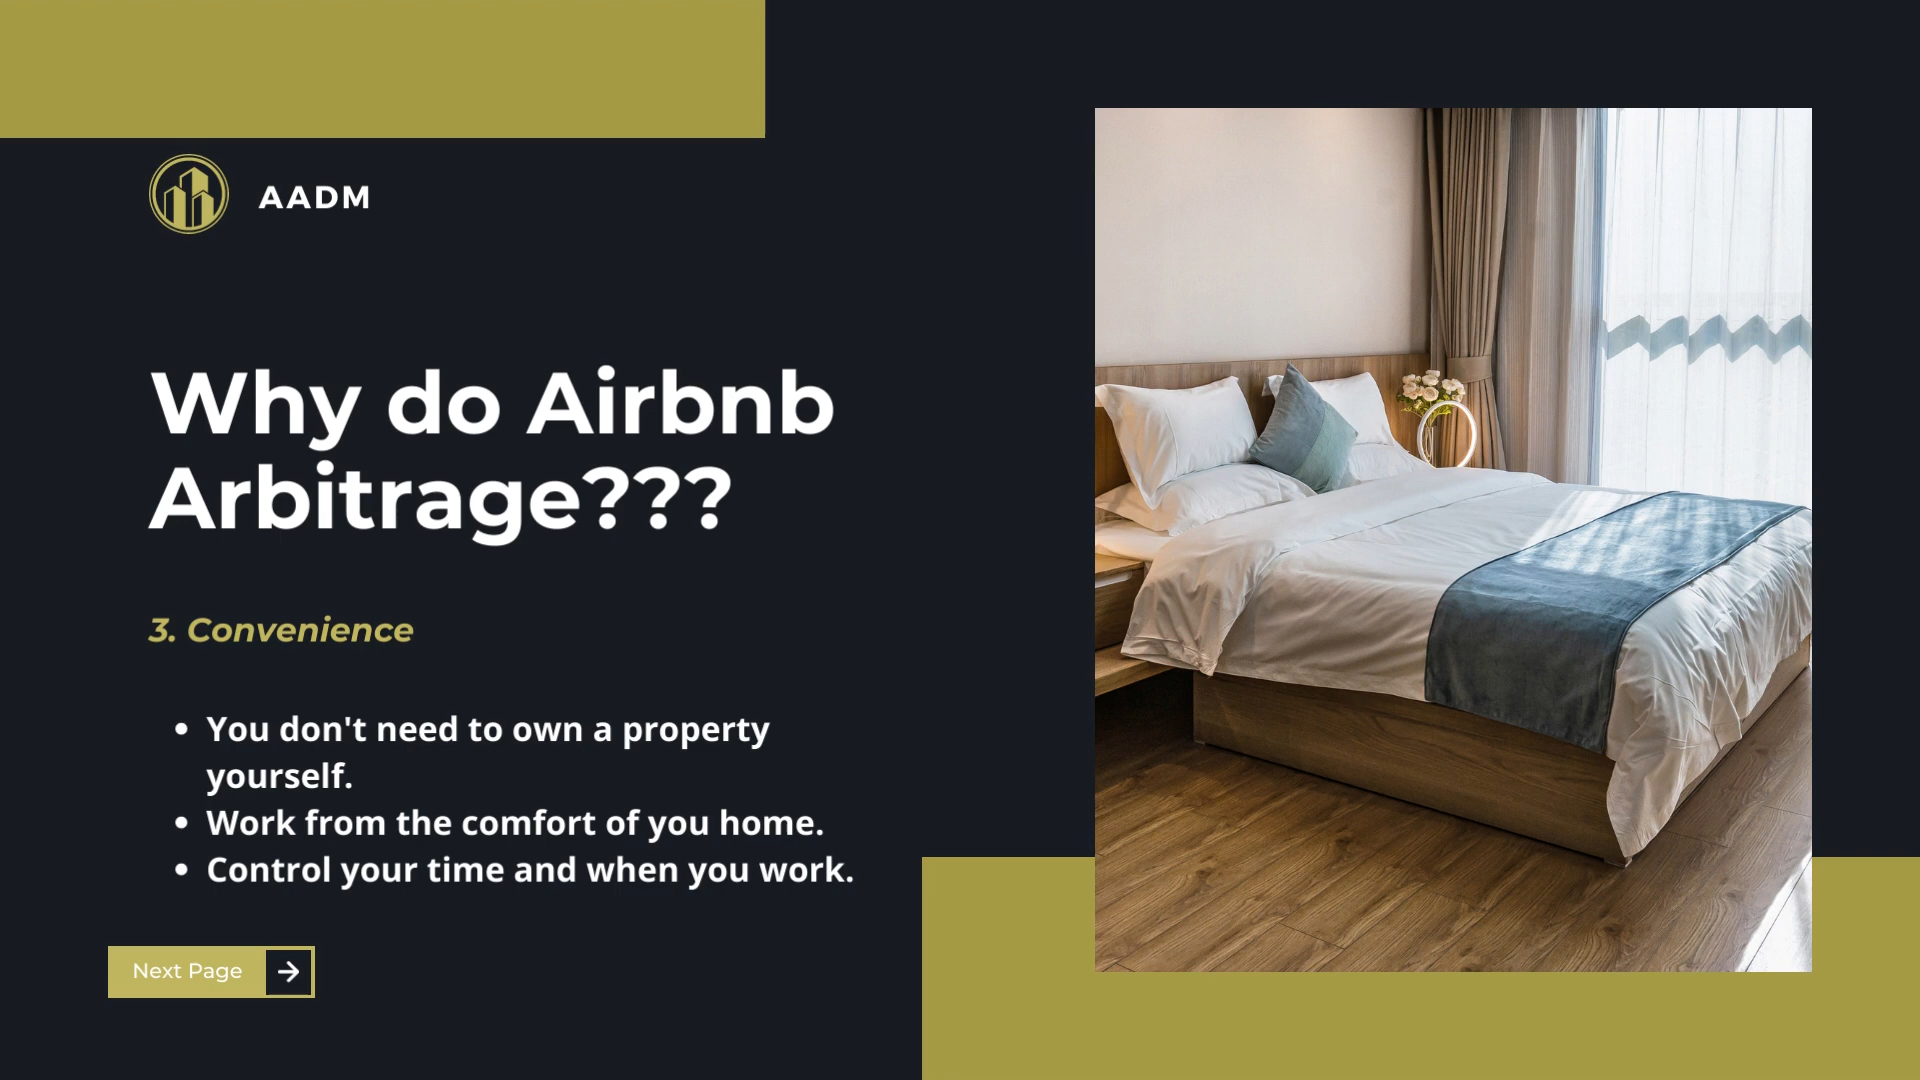 AADM
Why do Airbnb
Arbitrage???
3. Convenience
• You don't need to own a property
yourself.
• Work from the comfort of you home.
• Control your time and when you work.
Next Page